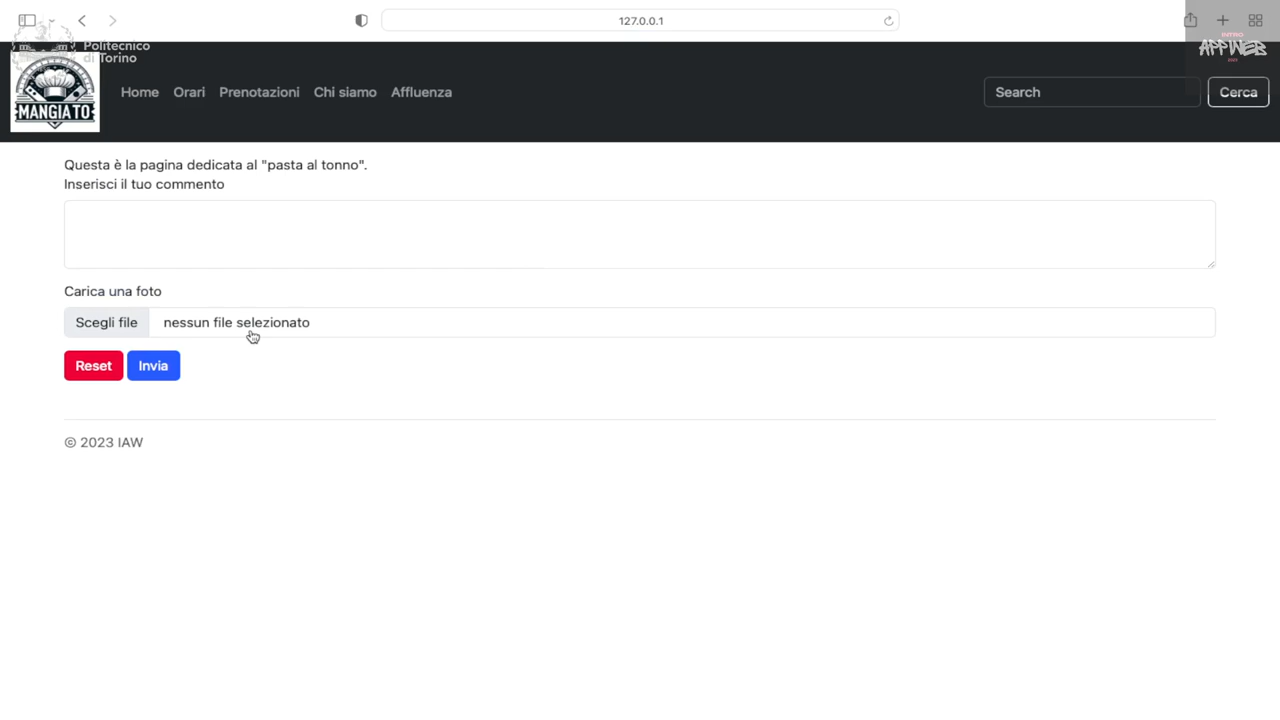 127.0.0.1
Politecnico
di Torino
INTRO
APPIWEB
MANGIATO
Home Orari Prenotazioni Chi siamo Affluenza
Search Cerca
Questa è la pagina dedicata al "pasta al tonno".
Inserisci il tuo commento
Carica una foto
Scegli file nessun file selezionato
Reset Invia
© 2023 IAW